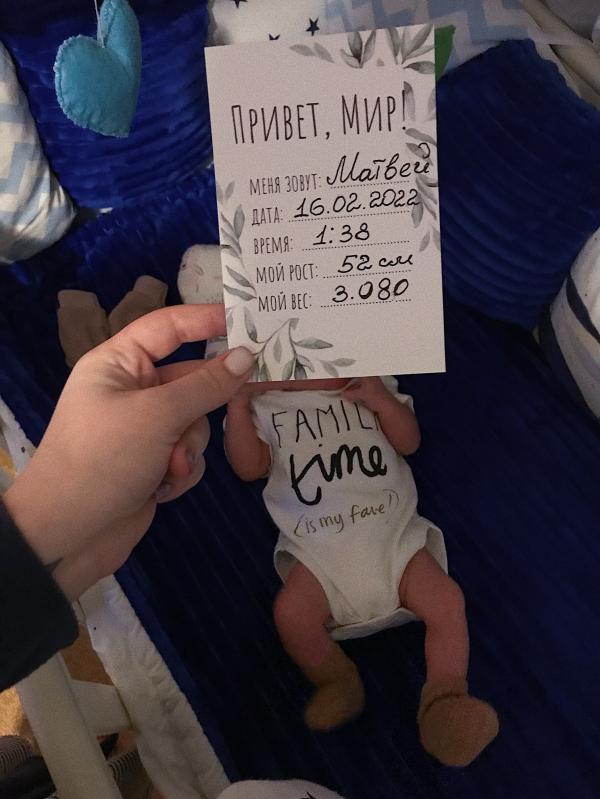 ПРИВЕТ, МИР!
МЕНЯ ЗОВУТ: Матвей
ДАТА: 16.02.2022
ВРЕМЯ: 1:38
МОЙ РОСТ: 52 см
МОЙ ВЕС: 3.080
FAMILY
time
(is my fave!)